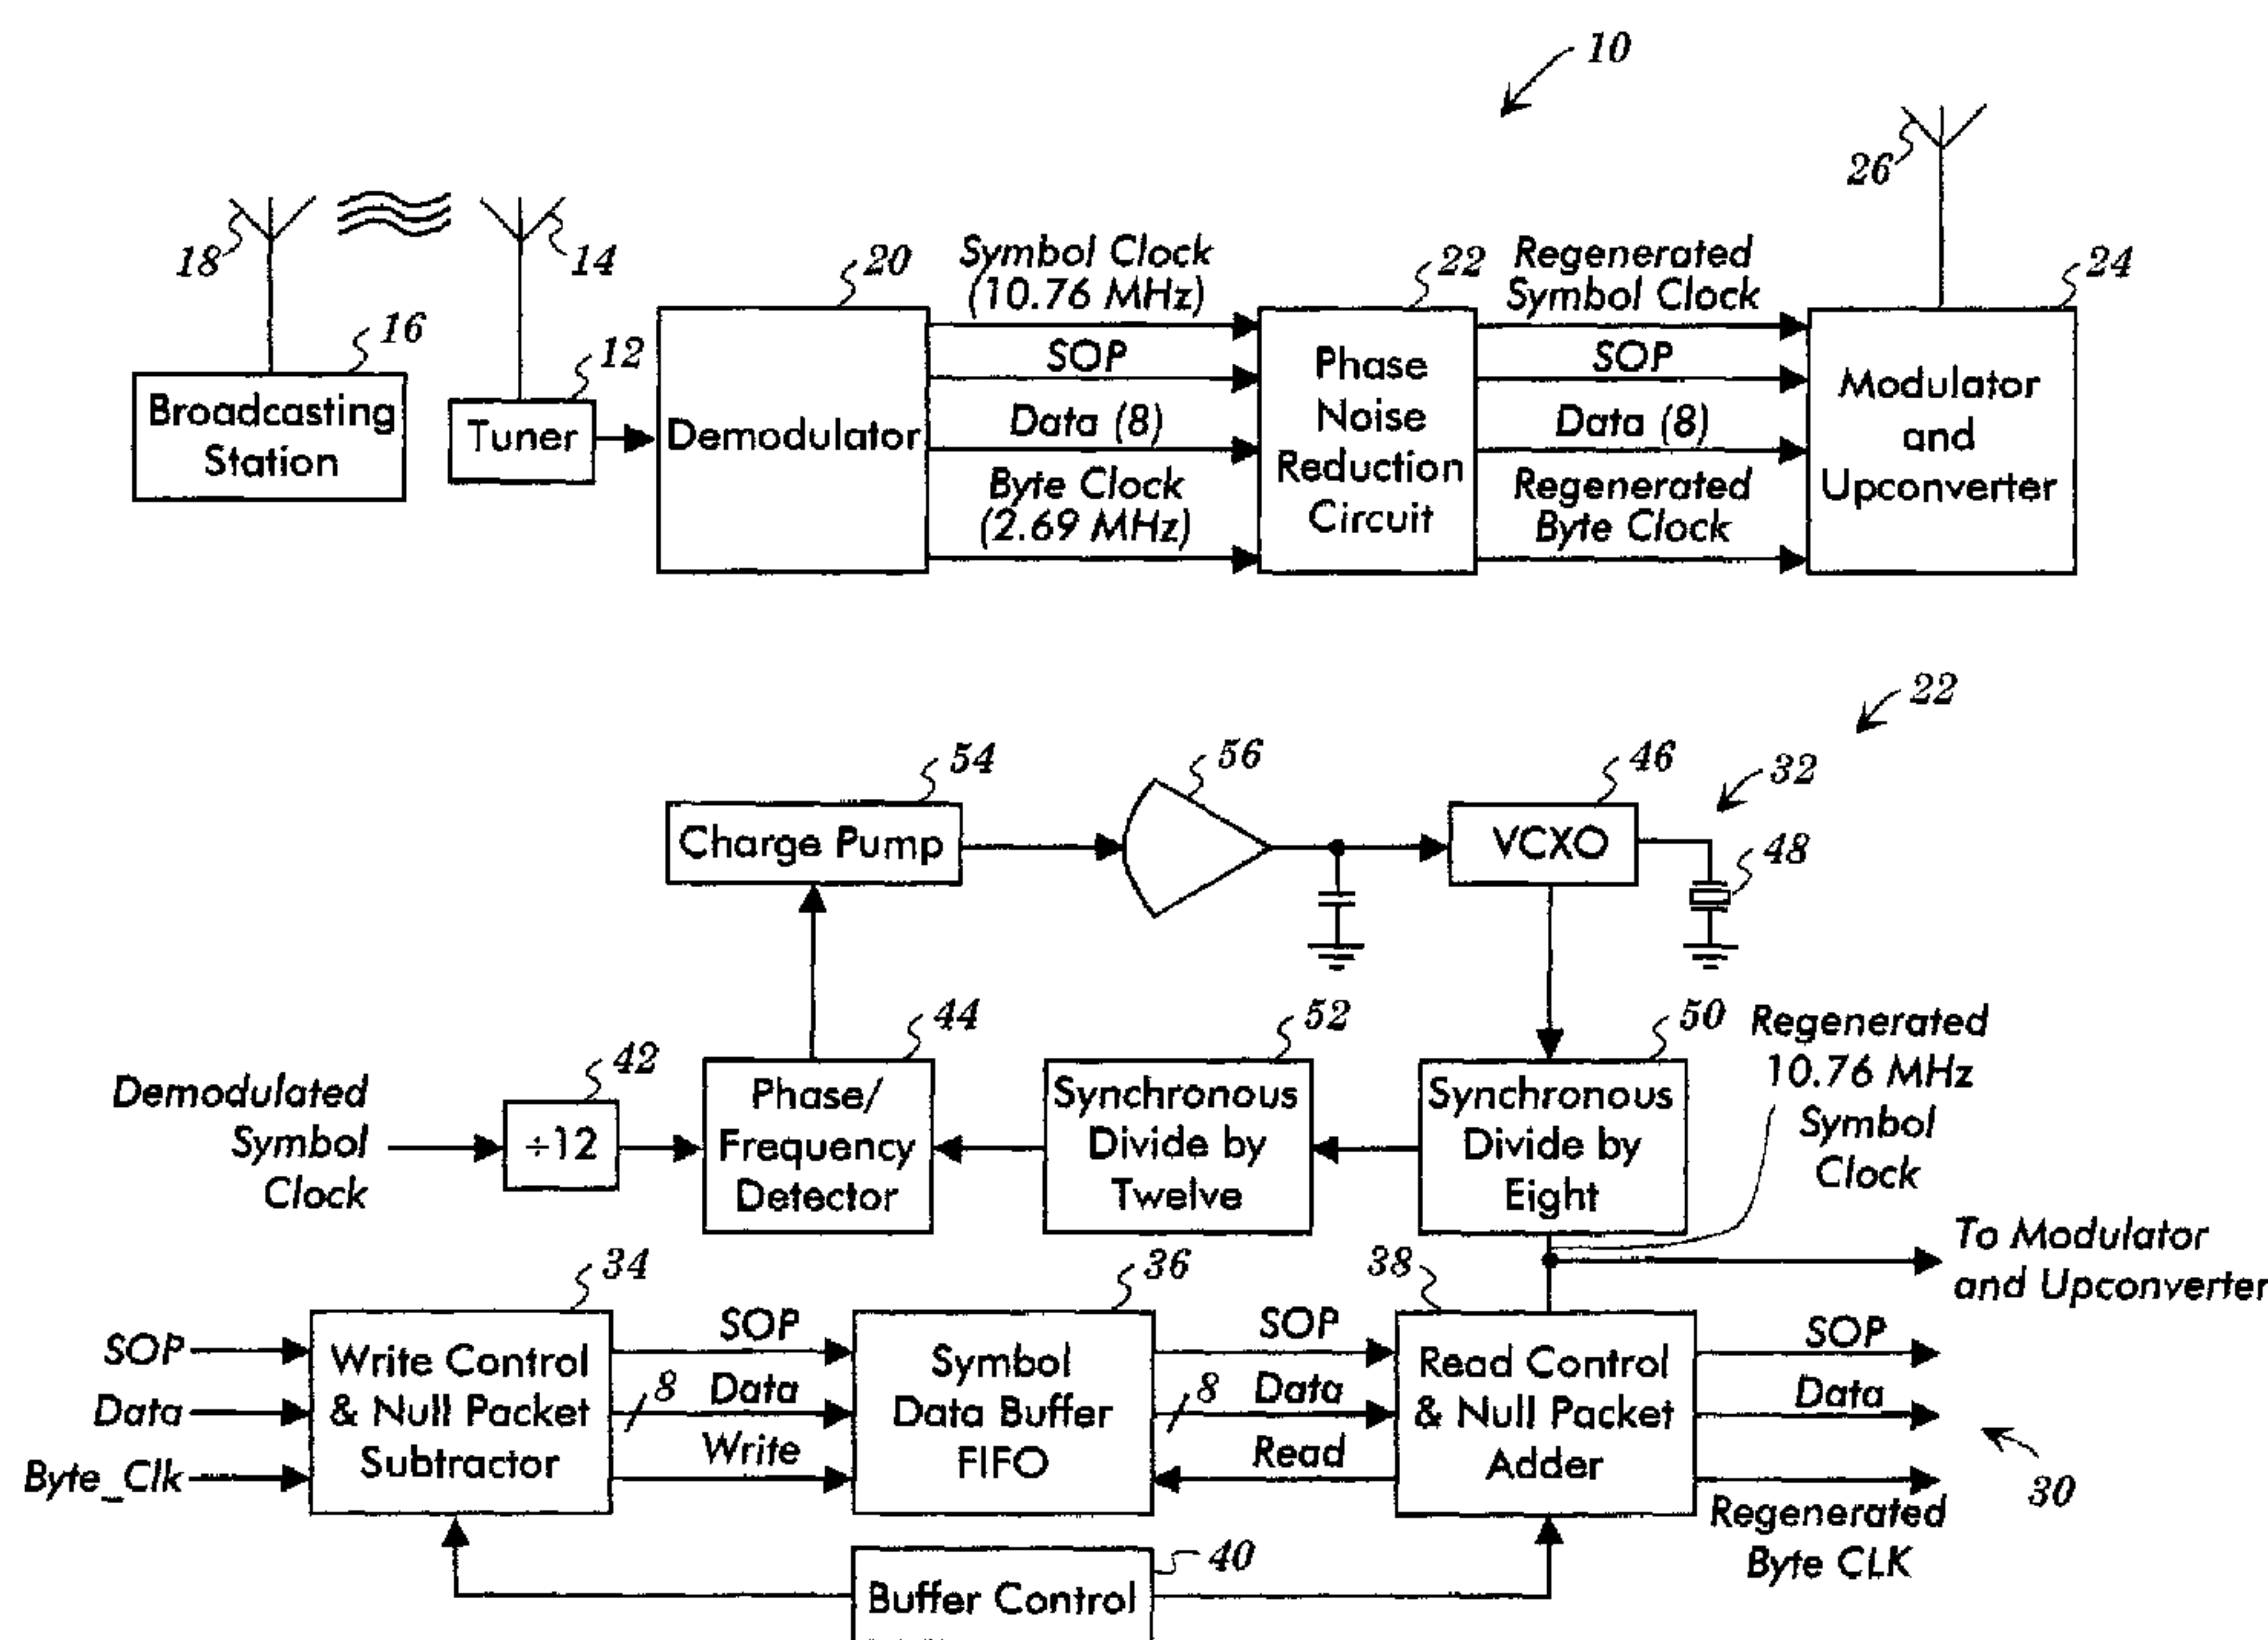 10
26
18
14
20
Symbol Clock
(10.76 MHz)
22
Regenerated
Symbol Clock
24
16
12
Broadcasting
Station
Tuner
Demodulator
SOP
Data (8)
Byte Clock
(2.69 MHz)
Phase
Noise
Reduction
Circuit
SOP
Data (8)
Regenerated
Byte Clock
Modulator
and
Upconverter
22
54
56
46
32
Charge Pump
VCXO
48
44
52
50
Regenerated
10.76 MHz
Symbol
Clock
42
Demodulated
Symbol
Clock
÷12
Phase/
Frequency
Detector
Synchronous
Divide by
Twelve
Synchronous
Divide by
Eight
To Modulator
and Upconverter
34
36
38
SOP
Data
Byte_Clk
Write Control
& Null Packet
Subtractor
SOP
8 Data
Write
Symbol
Data Buffer
FIFO
SOP
8 Data
Read
Read Control
& Null Packet
Adder
SOP
Data
30
Regenerated
Byte CLK
40
Buffer Control